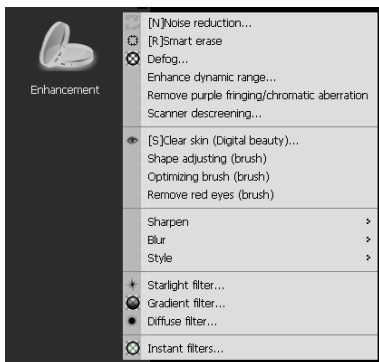 Enhancement
[N]Noise reduction...
[R]Smart erase
Defog...
Enhance dynamic range...
Remove purple fringing/chromatic aberration
Scanner descreening...
[S]Clear skin (Digital beauty)...
Shape adjusting (brush)
Optimizing brush (brush)
Remove red eyes (brush)
Sharpen
Blur
Style
Starlight filter...
Gradient filter...
Diffuse filter...
Instant filters...